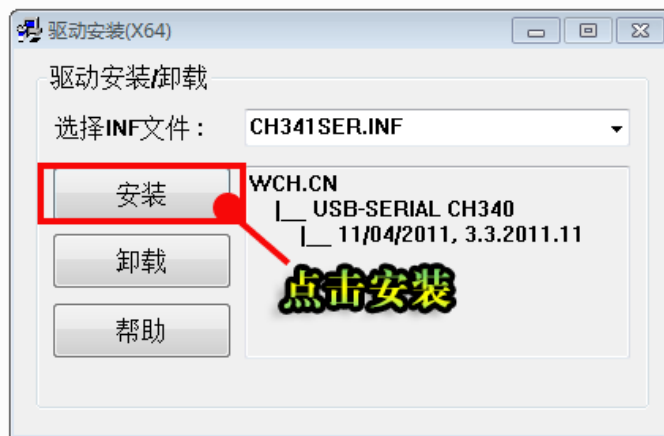 驱动安装(X64)
驱动安装/卸载
选择INF文件：
CH341SER.INF
安装
WCH.CN
|__ USB-SERIAL CH340
|__ 11/04/2011, 3.3.2011.11
卸载
点击安装
帮助